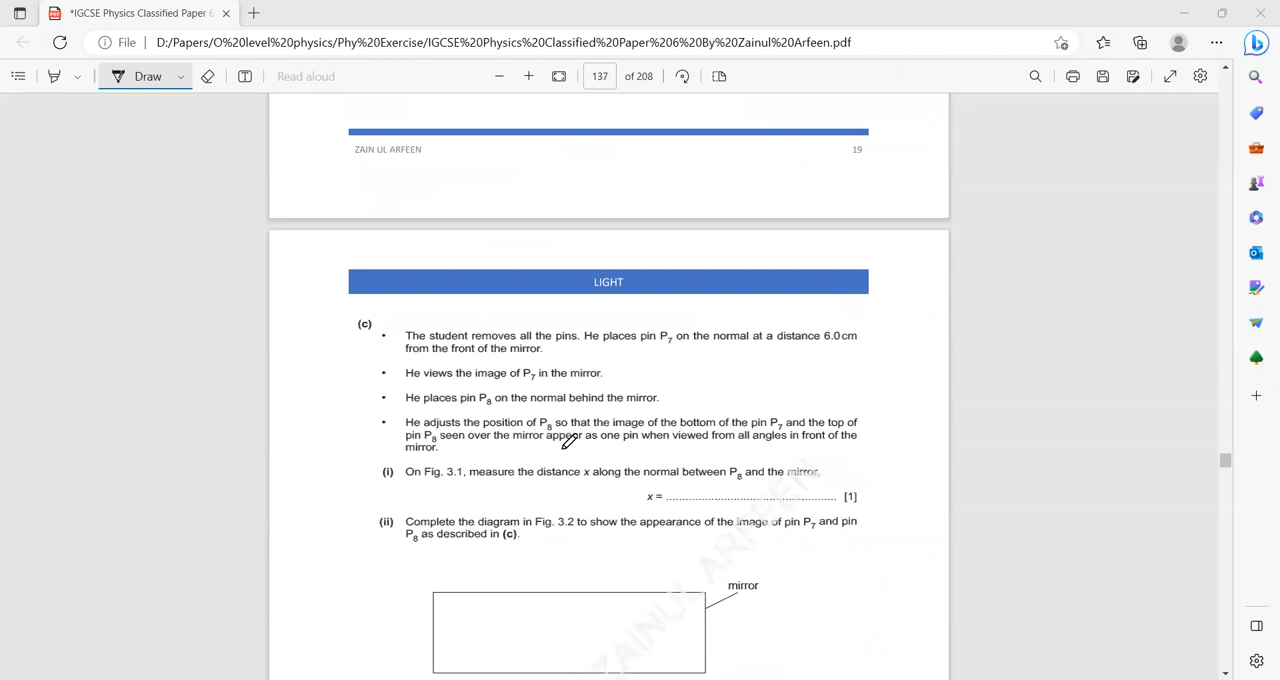 *IGCSE Physics Classified Paper 6
File
D:/Papers/O%20level%20physics/Phy%20Exercise/IGCSE%20Physics%20Classified%20Paper%206%20By%20Zainul%20Arfeen.pdf
Draw
Read aloud
137 of 208
ZAIN UL ARFEEN 19
LIGHT
(c)
• The student removes all the pins. He places pin P7 on the normal at a distance 6.0 cm
from the front of the mirror.
• He views the image of P7 in the mirror.
• He places pin P8 on the normal behind the mirror.
• He adjusts the position of P8 so that the image of the bottom of the pin P7 and the top of
pin P8 seen over the mirror appear as one pin when viewed from all angles in front of the
mirror.
(i) On Fig. 3.1, measure the distance x along the normal between P8 and the mirror.
x = .................................................... [1]
(ii) Complete the diagram in Fig. 3.2 to show the appearance of the image of pin P7 and pin
P8 as described in (c).
mirror
ZAINUL ARFEEN